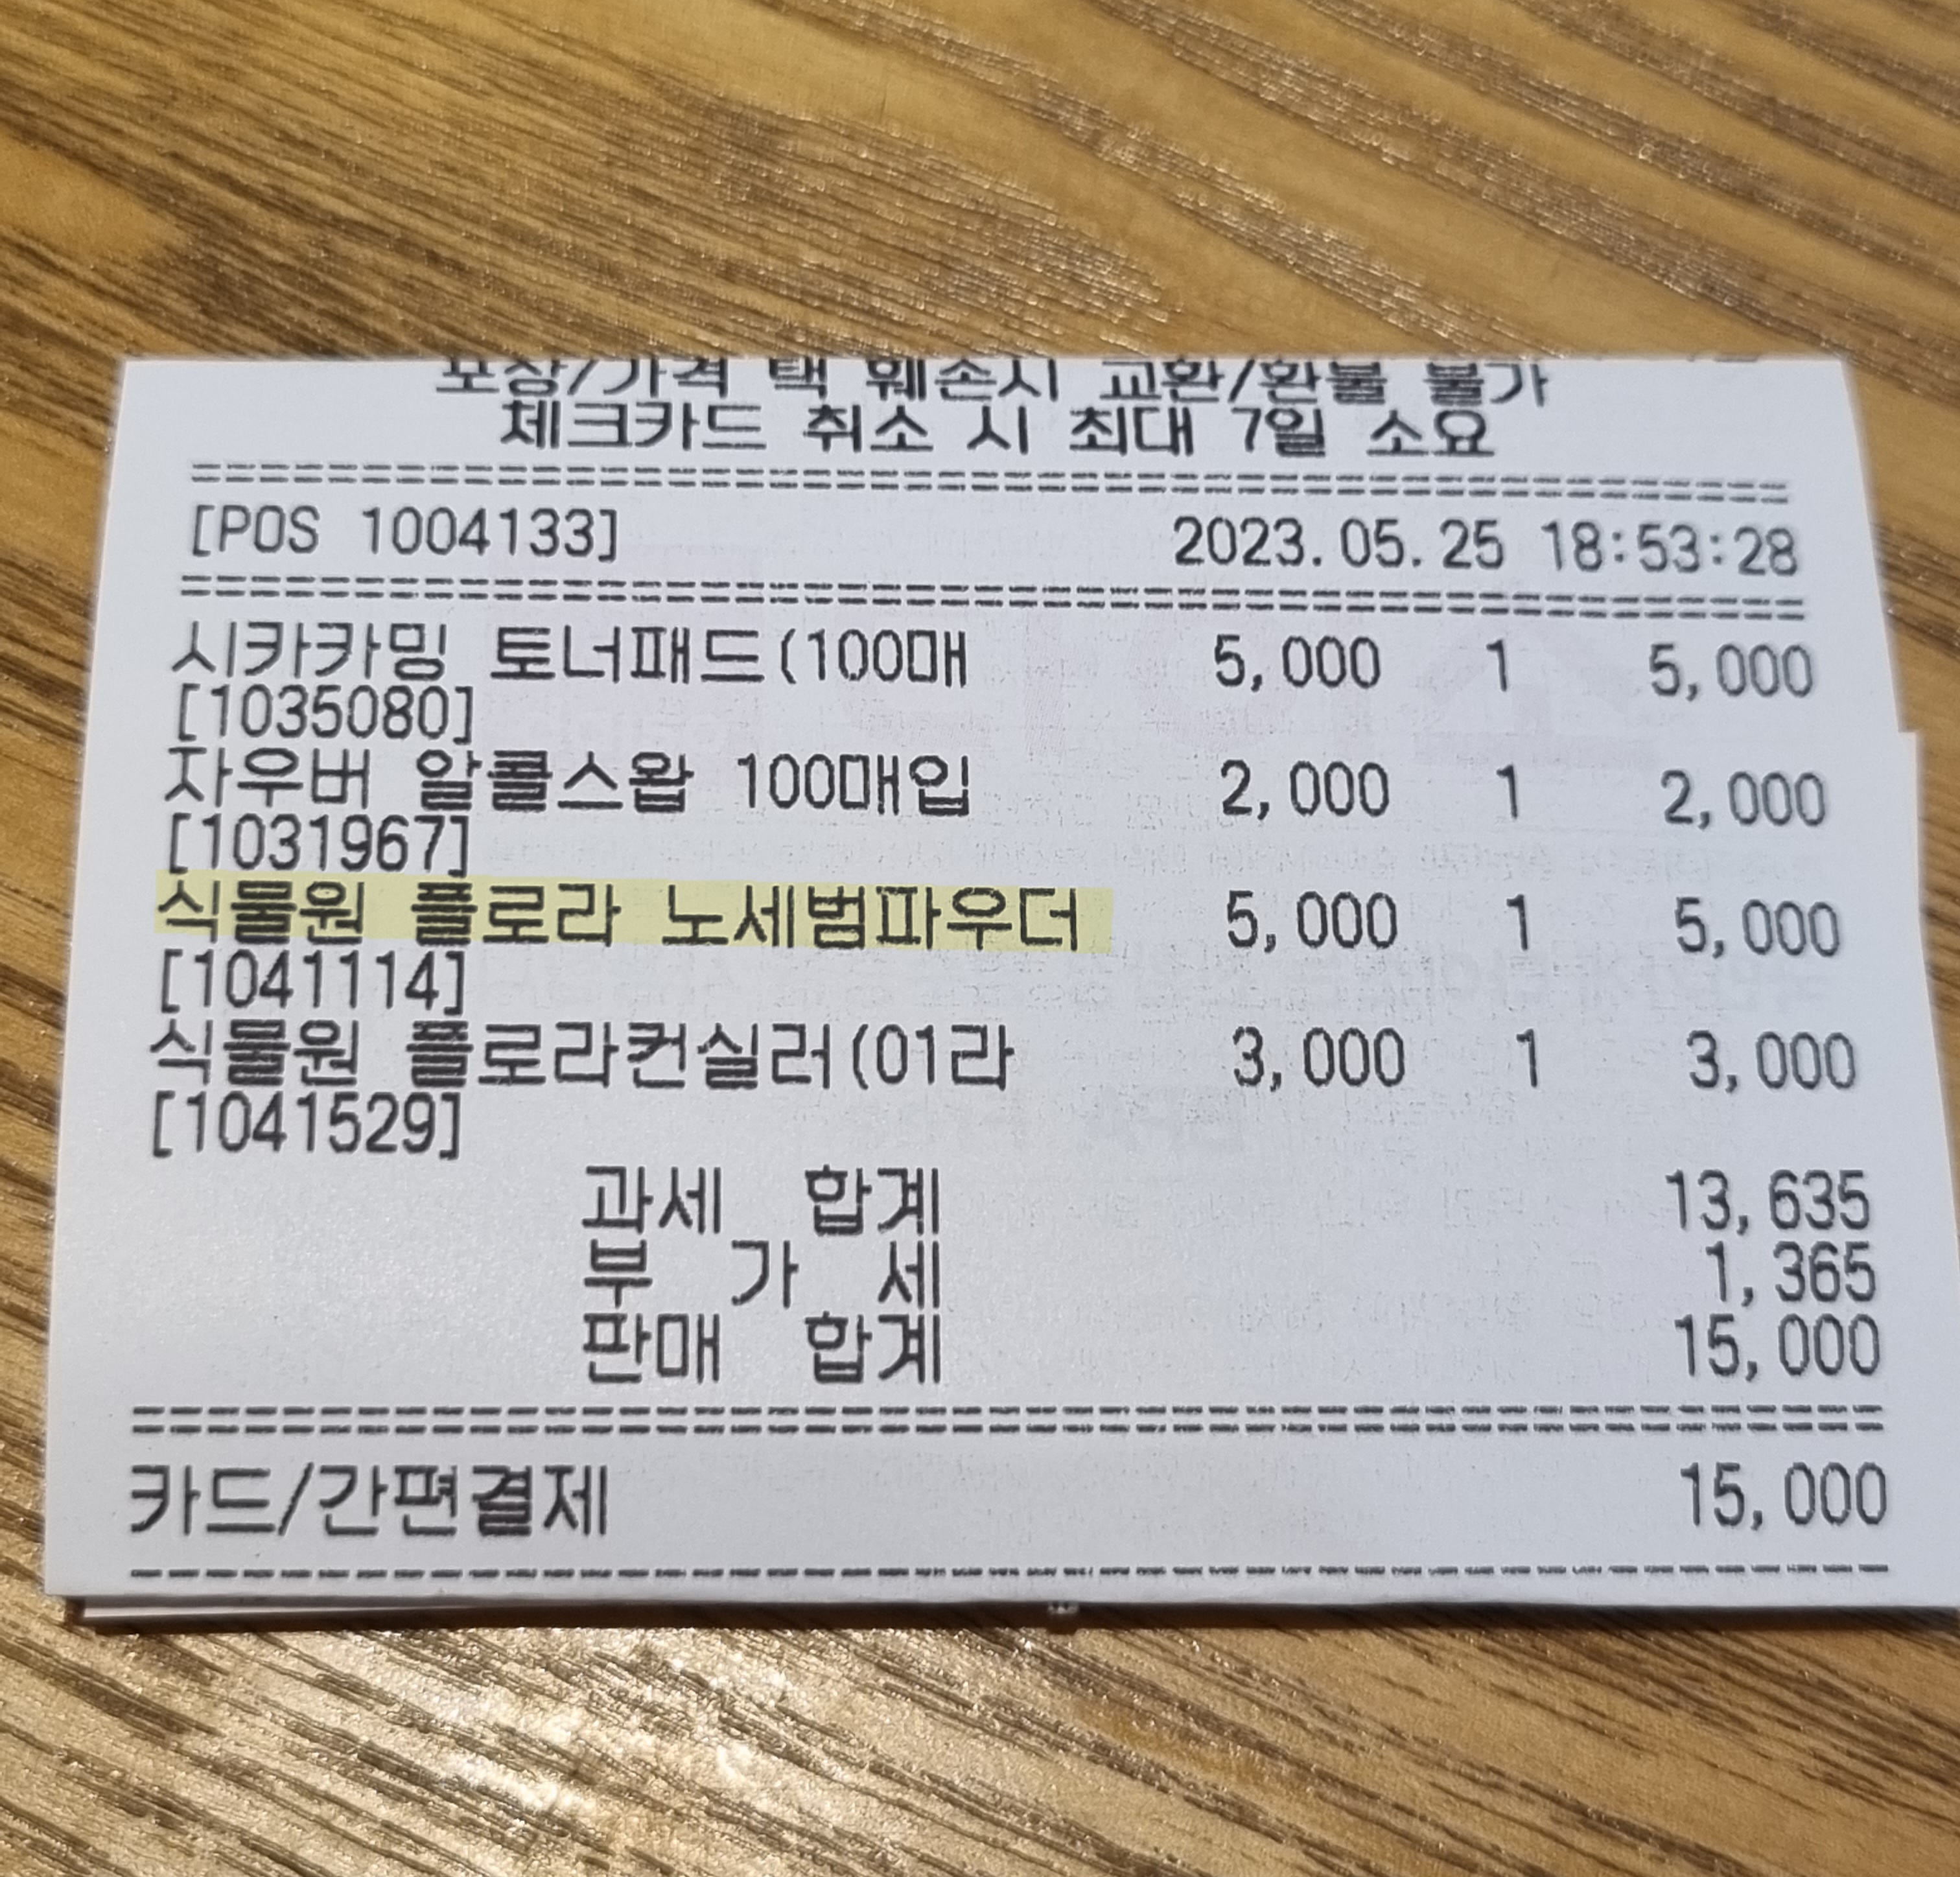 포장/가격 택 훼손시 교환/환불 불가
체크카드 취소 시 최대 7일 소요
[POS 1004133] 2023.05.25 18:53:28
시카카밍 토너패드(100매 5,000 1 5,000
[1035080]
자우버 알콜스왑 100매입 2,000 1 2,000
[1031967]
식물원 플로라 노세범파우더 5,000 1 5,000
[1041114]
식물원 플로라컨실러(01라 3,000 1 3,000
[1041529]
과세 합계 13,635
부 가 세 1,365
판매 합계 15,000
카드/간편결제 15,000